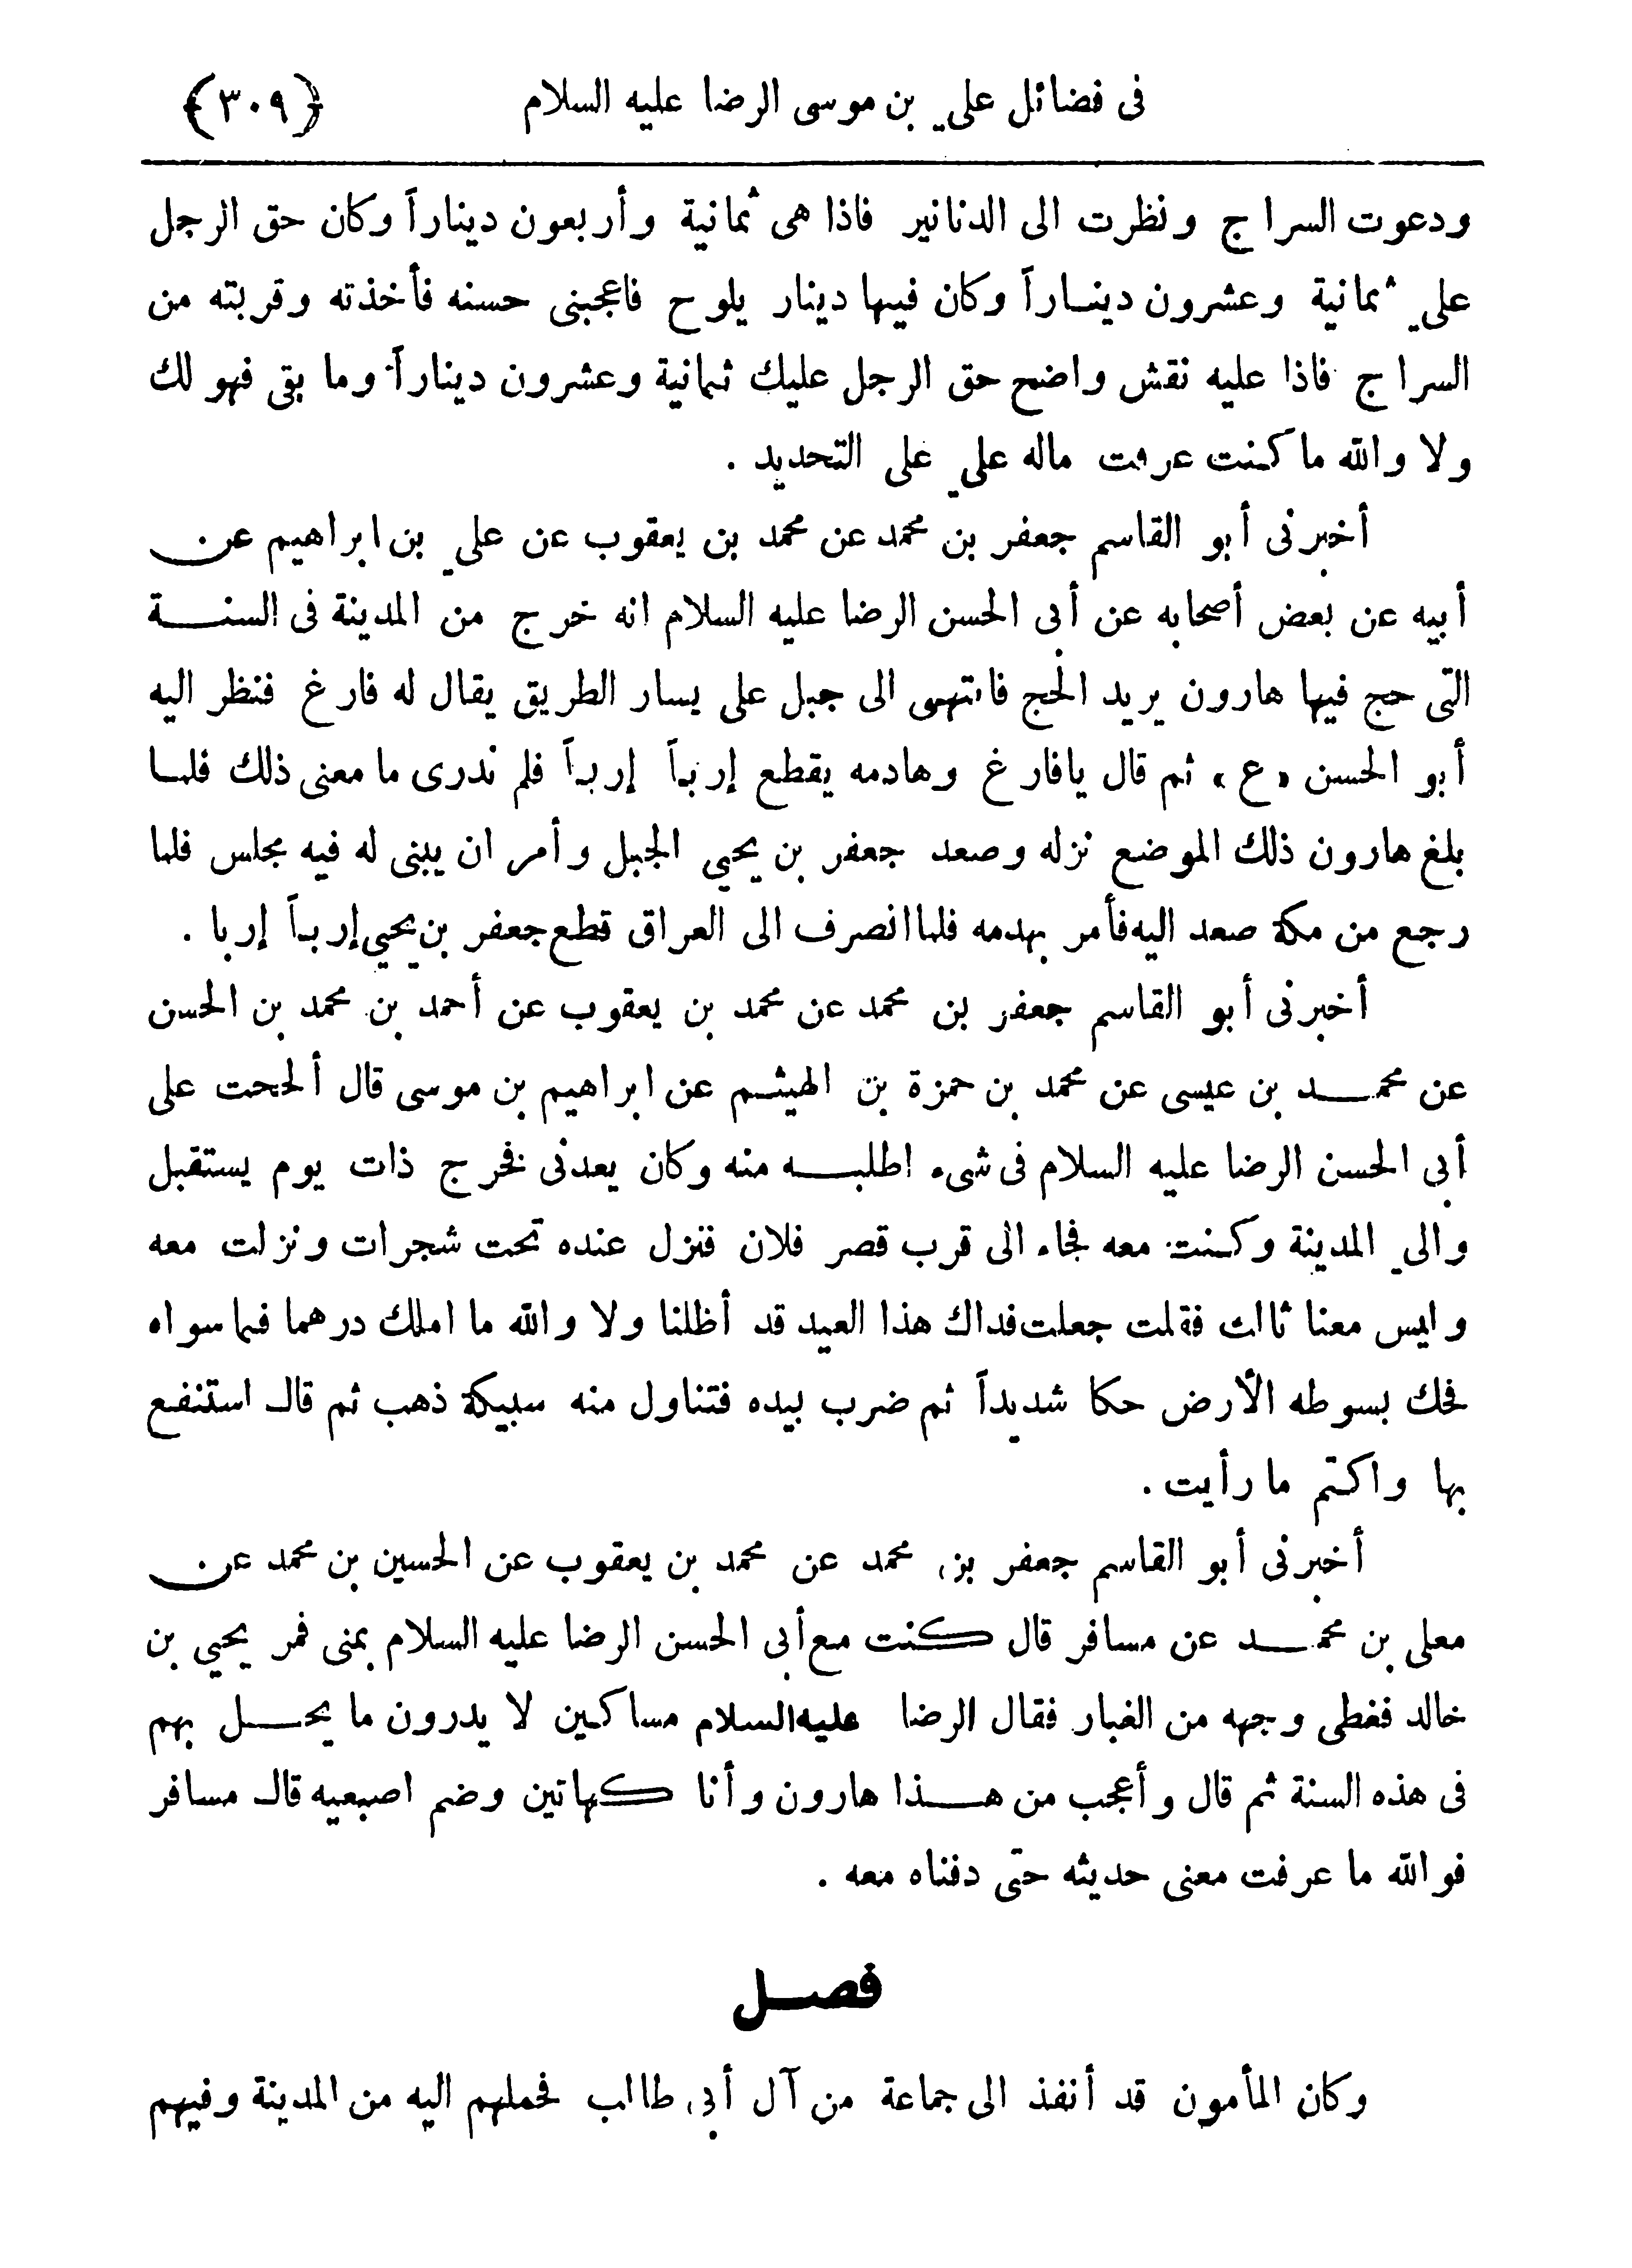 فى فضائل علي بن موسى الرضا عليه السلام
﴿٣٠٩﴾
ودعوت السراج ونظرت الى الدنانير فاذا هى ثمانية وأربعون ديناراً وكان حق الرجل
علي ثمانية وعشرون دينـاراً وكان فيها دينار يلوح فاعجبنى حسنه فأخذته وقربته من
السراج فاذا عليه نقش واضح حق الرجل عليك ثمانية وعشرون ديناراً وما بقى فهو لك
ولا والله ما كنت عرفت ماله علي على التحديد .
أخبرنى أبو القاسم جعفر بن محمد عن محمد بن يعقوب عن علي بن ابراهيم عن
أبيه عن بعض أصحابه عن أبى الحسن الرضا عليه السلام انه خرج من المدينة فى السنـة
التى حج فيها هارون يريد الحج فانتهى الى جبل على يسار الطريق يقال له فارغ فنظر اليه
أبو الحسن «ع» ثم قال يافارغ وهادمه يقطع إرباً إرباً فلم ندرى ما معنى ذلك فلمـا
بلغ هارون ذلك الموضع نزله وصعد جعفر بن يحيي الجبل وأمر ان يبنى له فيه مجلس فلما
رجع من مكة صعد اليه فأمر بهدمه فلما انصرف الى العراق قطع جعفر بن يحيي إرباً إربا .
أخبرنى أبو القاسم جعفر بن محمد عن محمد بن يعقوب عن أحمد بن محمد بن الحسن
عن محمـد بن عيسى عن محمد بن حمزة بن الهيثـم عن ابراهيم بن موسى قال ألححت على
أبى الحسن الرضا عليه السلام فى شىء اطلبـه منه وكان يعدنى فخرج ذات يوم يستقبل
والي المدينة وكنت معه فجاء الى قرب قصر فلان فنزل عنده تحت شجرات ونزلت معه
وليس معنا ثالث فقلت جعلت فداك هذا العيد قد أظلنا ولا والله ما املك درهما فما سواه
فحك بسوطه الأرض حكا شديداً ثم ضرب بيده فتناول منه سبيكة ذهب ثم قال استنفع
بها واكتم ما رأيت .
أخبرنى أبو القاسم جعفر بن محمد عن محمد بن يعقوب عن الحسين بن محمد عن
معلى بن محمـد عن مسافر قال كنت مع أبى الحسن الرضا عليه السلام بمنى فمر يحيي بن
خالد فغطى وجهه من الغبار فقال الرضا عليه السلام مساكين لا يدرون ما يحـل بهم
فى هذه السنة ثم قال وأعجب من هـذا هارون وأنا كهاتين وضم اصبعيه قال مسافر
فوالله ما عرفت معنى حديثه حتى دفناه معه .
فصـل
وكان المأمون قد أنفذ الى جماعة من آل أبى طالب فحملهم اليه من المدينة وفيهم